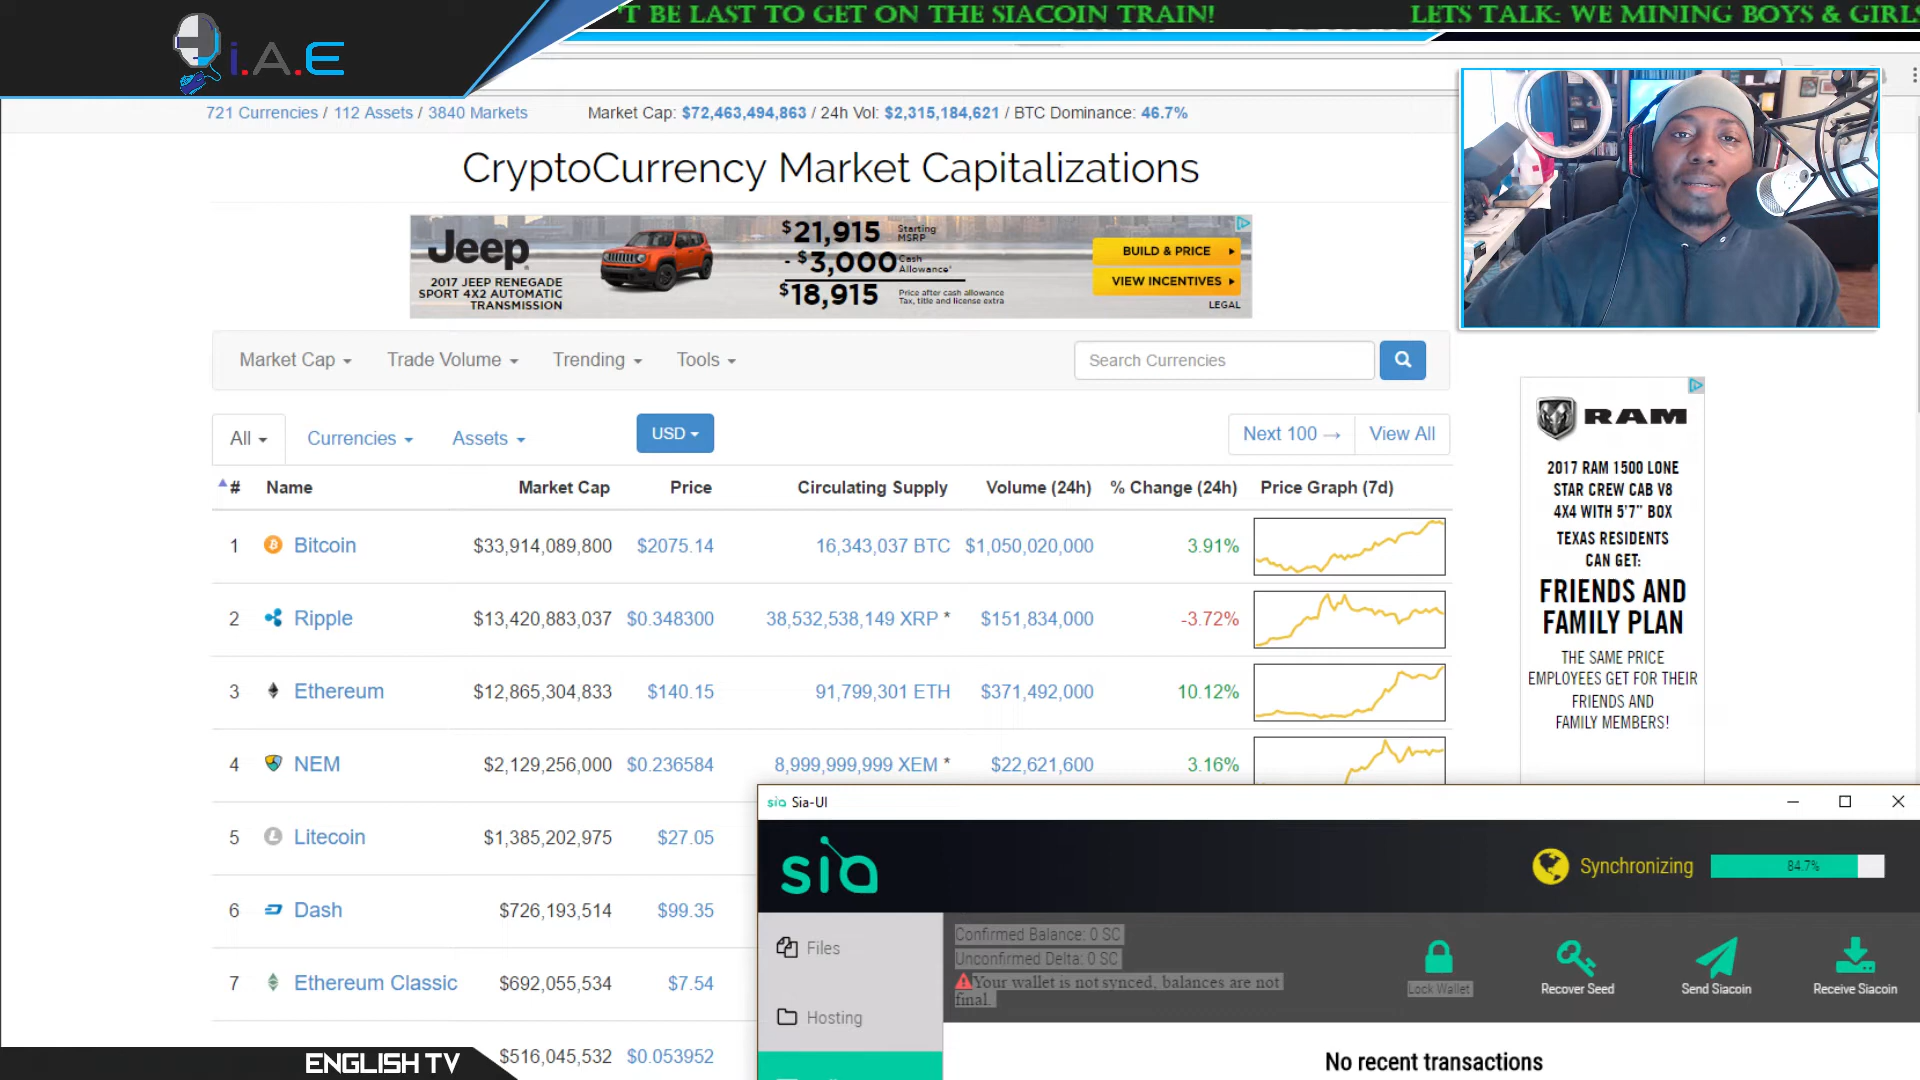 'T BE LAST TO GET ON THE SIACOIN TRAIN! LETS TALK: WE MINING BOYS & GIRLS
i.A.E
721 Currencies / 112 Assets / 3840 Markets Market Cap: $72,463,494,863 / 24h Vol: $2,315,184,621 / BTC Dominance: 46.7%
CryptoCurrency Market Capitalizations
Jeep
2017 JEEP RENEGADE
SPORT 4X2 AUTOMATIC
TRANSMISSION
$21,915 Starting MSRP
- $3,000 Cash Allowance*
$18,915 Price after cash allowance
Tax, title and license extra
BUILD & PRICE
VIEW INCENTIVES
LEGAL
Market Cap Trade Volume Trending Tools Search Currencies
All Currencies Assets USD Next 100 → View All
# Name Market Cap Price Circulating Supply Volume (24h) % Change (24h) Price Graph (7d)
1 Bitcoin $33,914,089,800 $2075.14 16,343,037 BTC $1,050,020,000 3.91%
2 Ripple $13,420,883,037 $0.348300 38,532,538,149 XRP * $151,834,000 -3.72%
3 Ethereum $12,865,304,833 $140.15 91,799,301 ETH $371,492,000 10.12%
4 NEM $2,129,256,000 $0.236584 8,999,999,999 XEM * $22,621,600 3.16%
5 Litecoin $1,385,202,975 $27.05
6 Dash $726,193,514 $99.35
7 Ethereum Classic $692,055,534 $7.54
$516,045,532 $0.053952
RAM
2017 RAM 1500 LONE
STAR CREW CAB V8
4X4 WITH 5'7" BOX
TEXAS RESIDENTS
CAN GET:
FRIENDS AND
FAMILY PLAN
THE SAME PRICE
EMPLOYEES GET FOR THEIR
FRIENDS AND
FAMILY MEMBERS!
sia Sia-UI
sia
Synchronizing 84.7%
Files
Hosting
Confirmed Balance: 0 SC
Unconfirmed Delta: 0 SC
Your wallet is not synced, balances are not
final.
Lock Wallet Recover Seed Send Siacoin Receive Siacoin
No recent transactions
ENGLISH TV